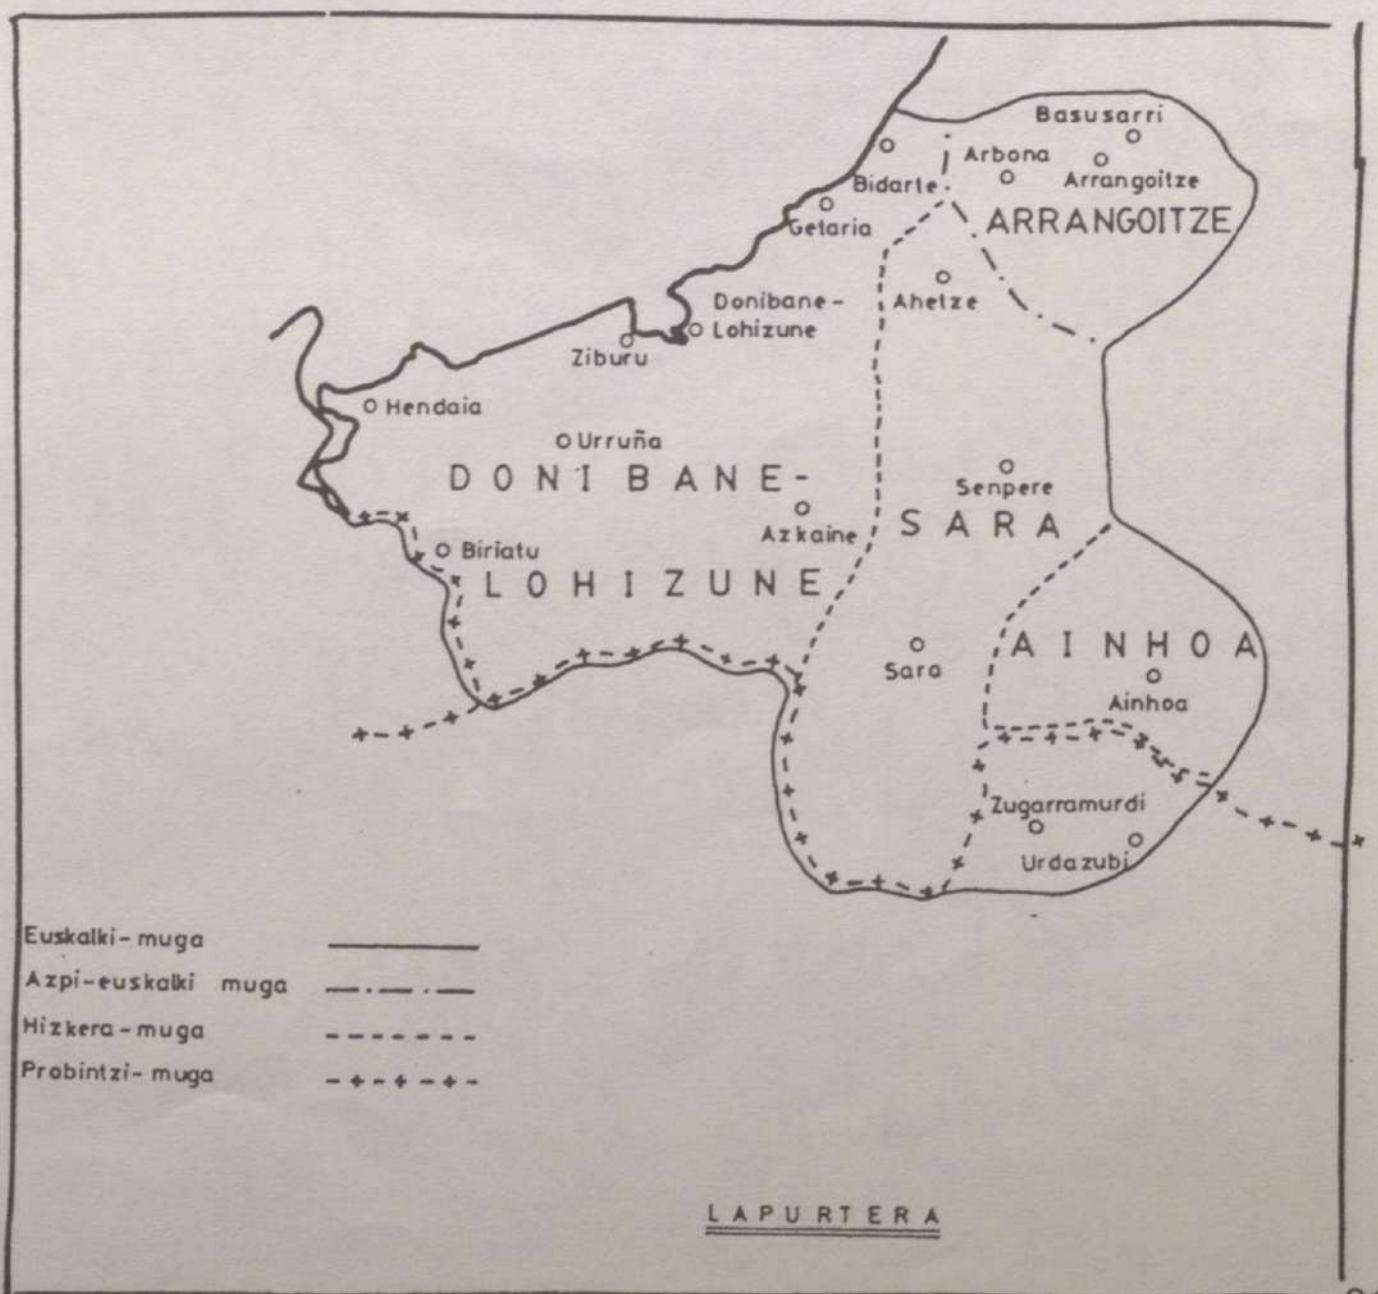 Basusarri
Arbona
Arrangoitze
Bidarte
ARRANGOITZE
Getaria
Ahetze
Donibane-
Lohizune
Ziburu
Hendaia
Urruña
DONIBANE-
Senpere
Azkaine
SARA
Biriatu
LOHIZUNE
AINHOA
Sara
Ainhoa
Zugarramurdi
Urdazubi
Euskalki-muga
Azpi-euskalki muga
Hizkera-muga
Probintzi-muga
LAPURTERA